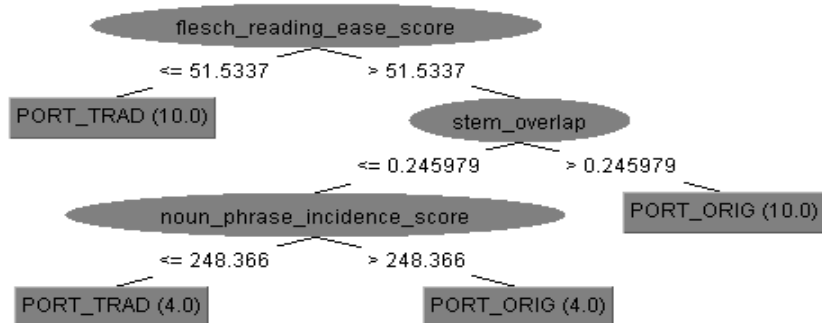 flesch_reading_ease_score
<= 51.5337 > 51.5337
PORT_TRAD (10.0)
stem_overlap
<= 0.245979 > 0.245979
noun_phrase_incidence_score
PORT_ORIG (10.0)
<= 248.366 > 248.366
PORT_TRAD (4.0) PORT_ORIG (4.0)